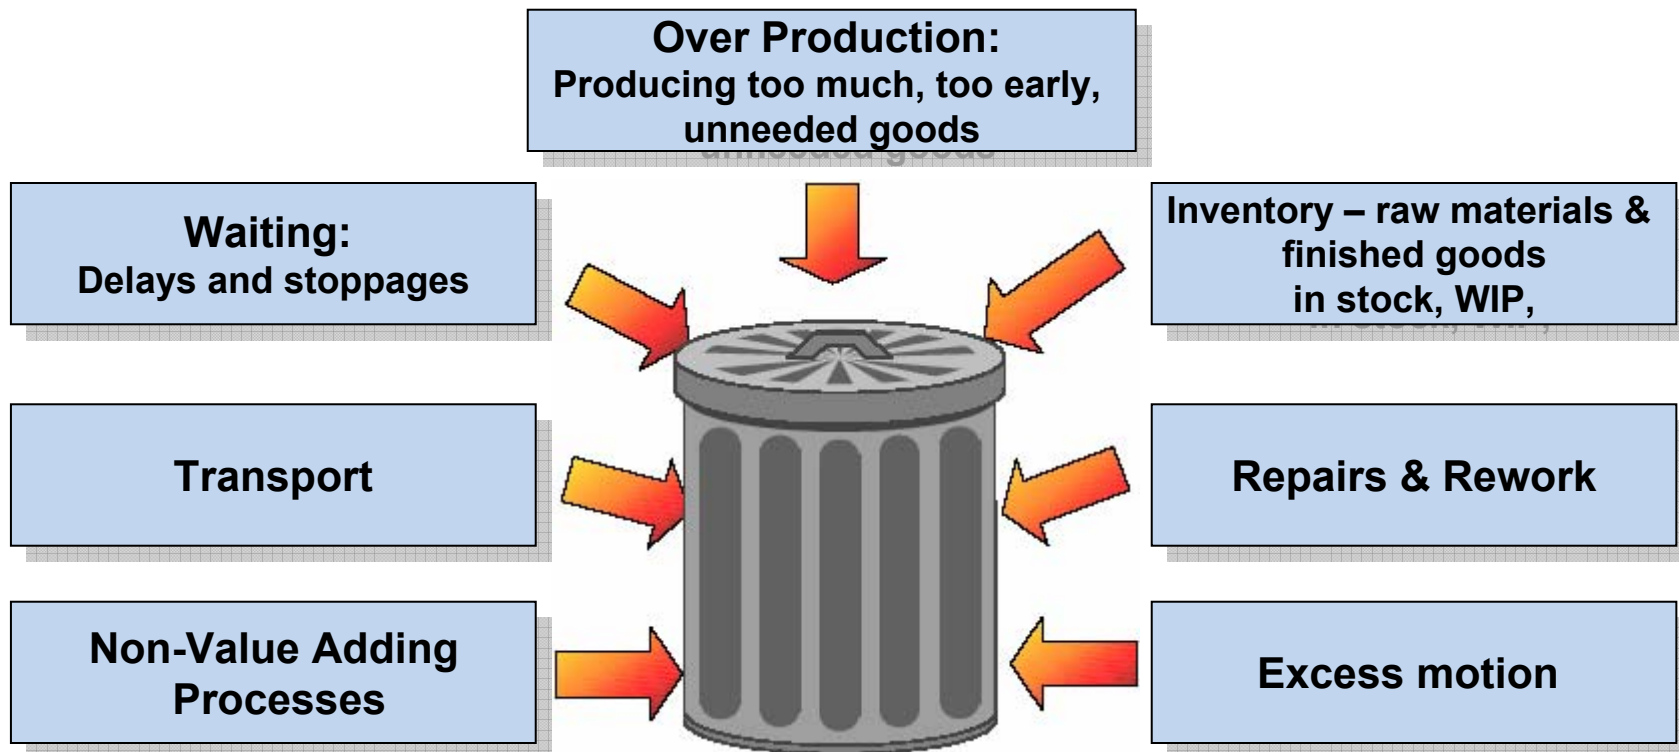 Over Production:
Producing too much, too early,
unneeded goods
Waiting:
Delays and stoppages
Inventory – raw materials &
finished goods
in stock, WIP,
Transport
Repairs & Rework
Non-Value Adding
Processes
Excess motion